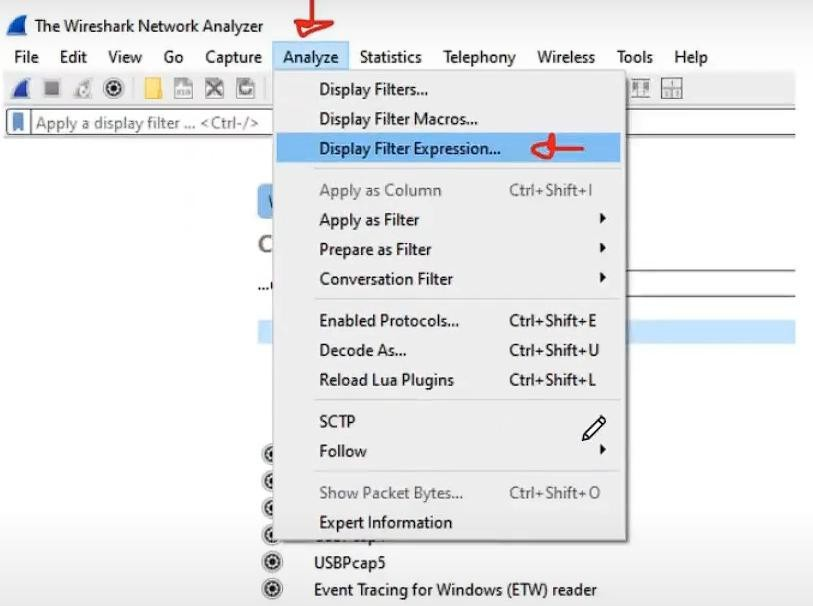 The Wireshark Network Analyzer
File Edit View Go Capture Analyze Statistics Telephony Wireless Tools Help
Apply a display filter ... <Ctrl-/>
Display Filters...
Display Filter Macros...
Display Filter Expression...
Apply as Column Ctrl+Shift+I
Apply as Filter
Prepare as Filter
Conversation Filter
Enabled Protocols... Ctrl+Shift+E
Decode As... Ctrl+Shift+U
Reload Lua Plugins Ctrl+Shift+L
SCTP
Follow
Show Packet Bytes... Ctrl+Shift+O
Expert Information
USBPcap5
Event Tracing for Windows (ETW) reader